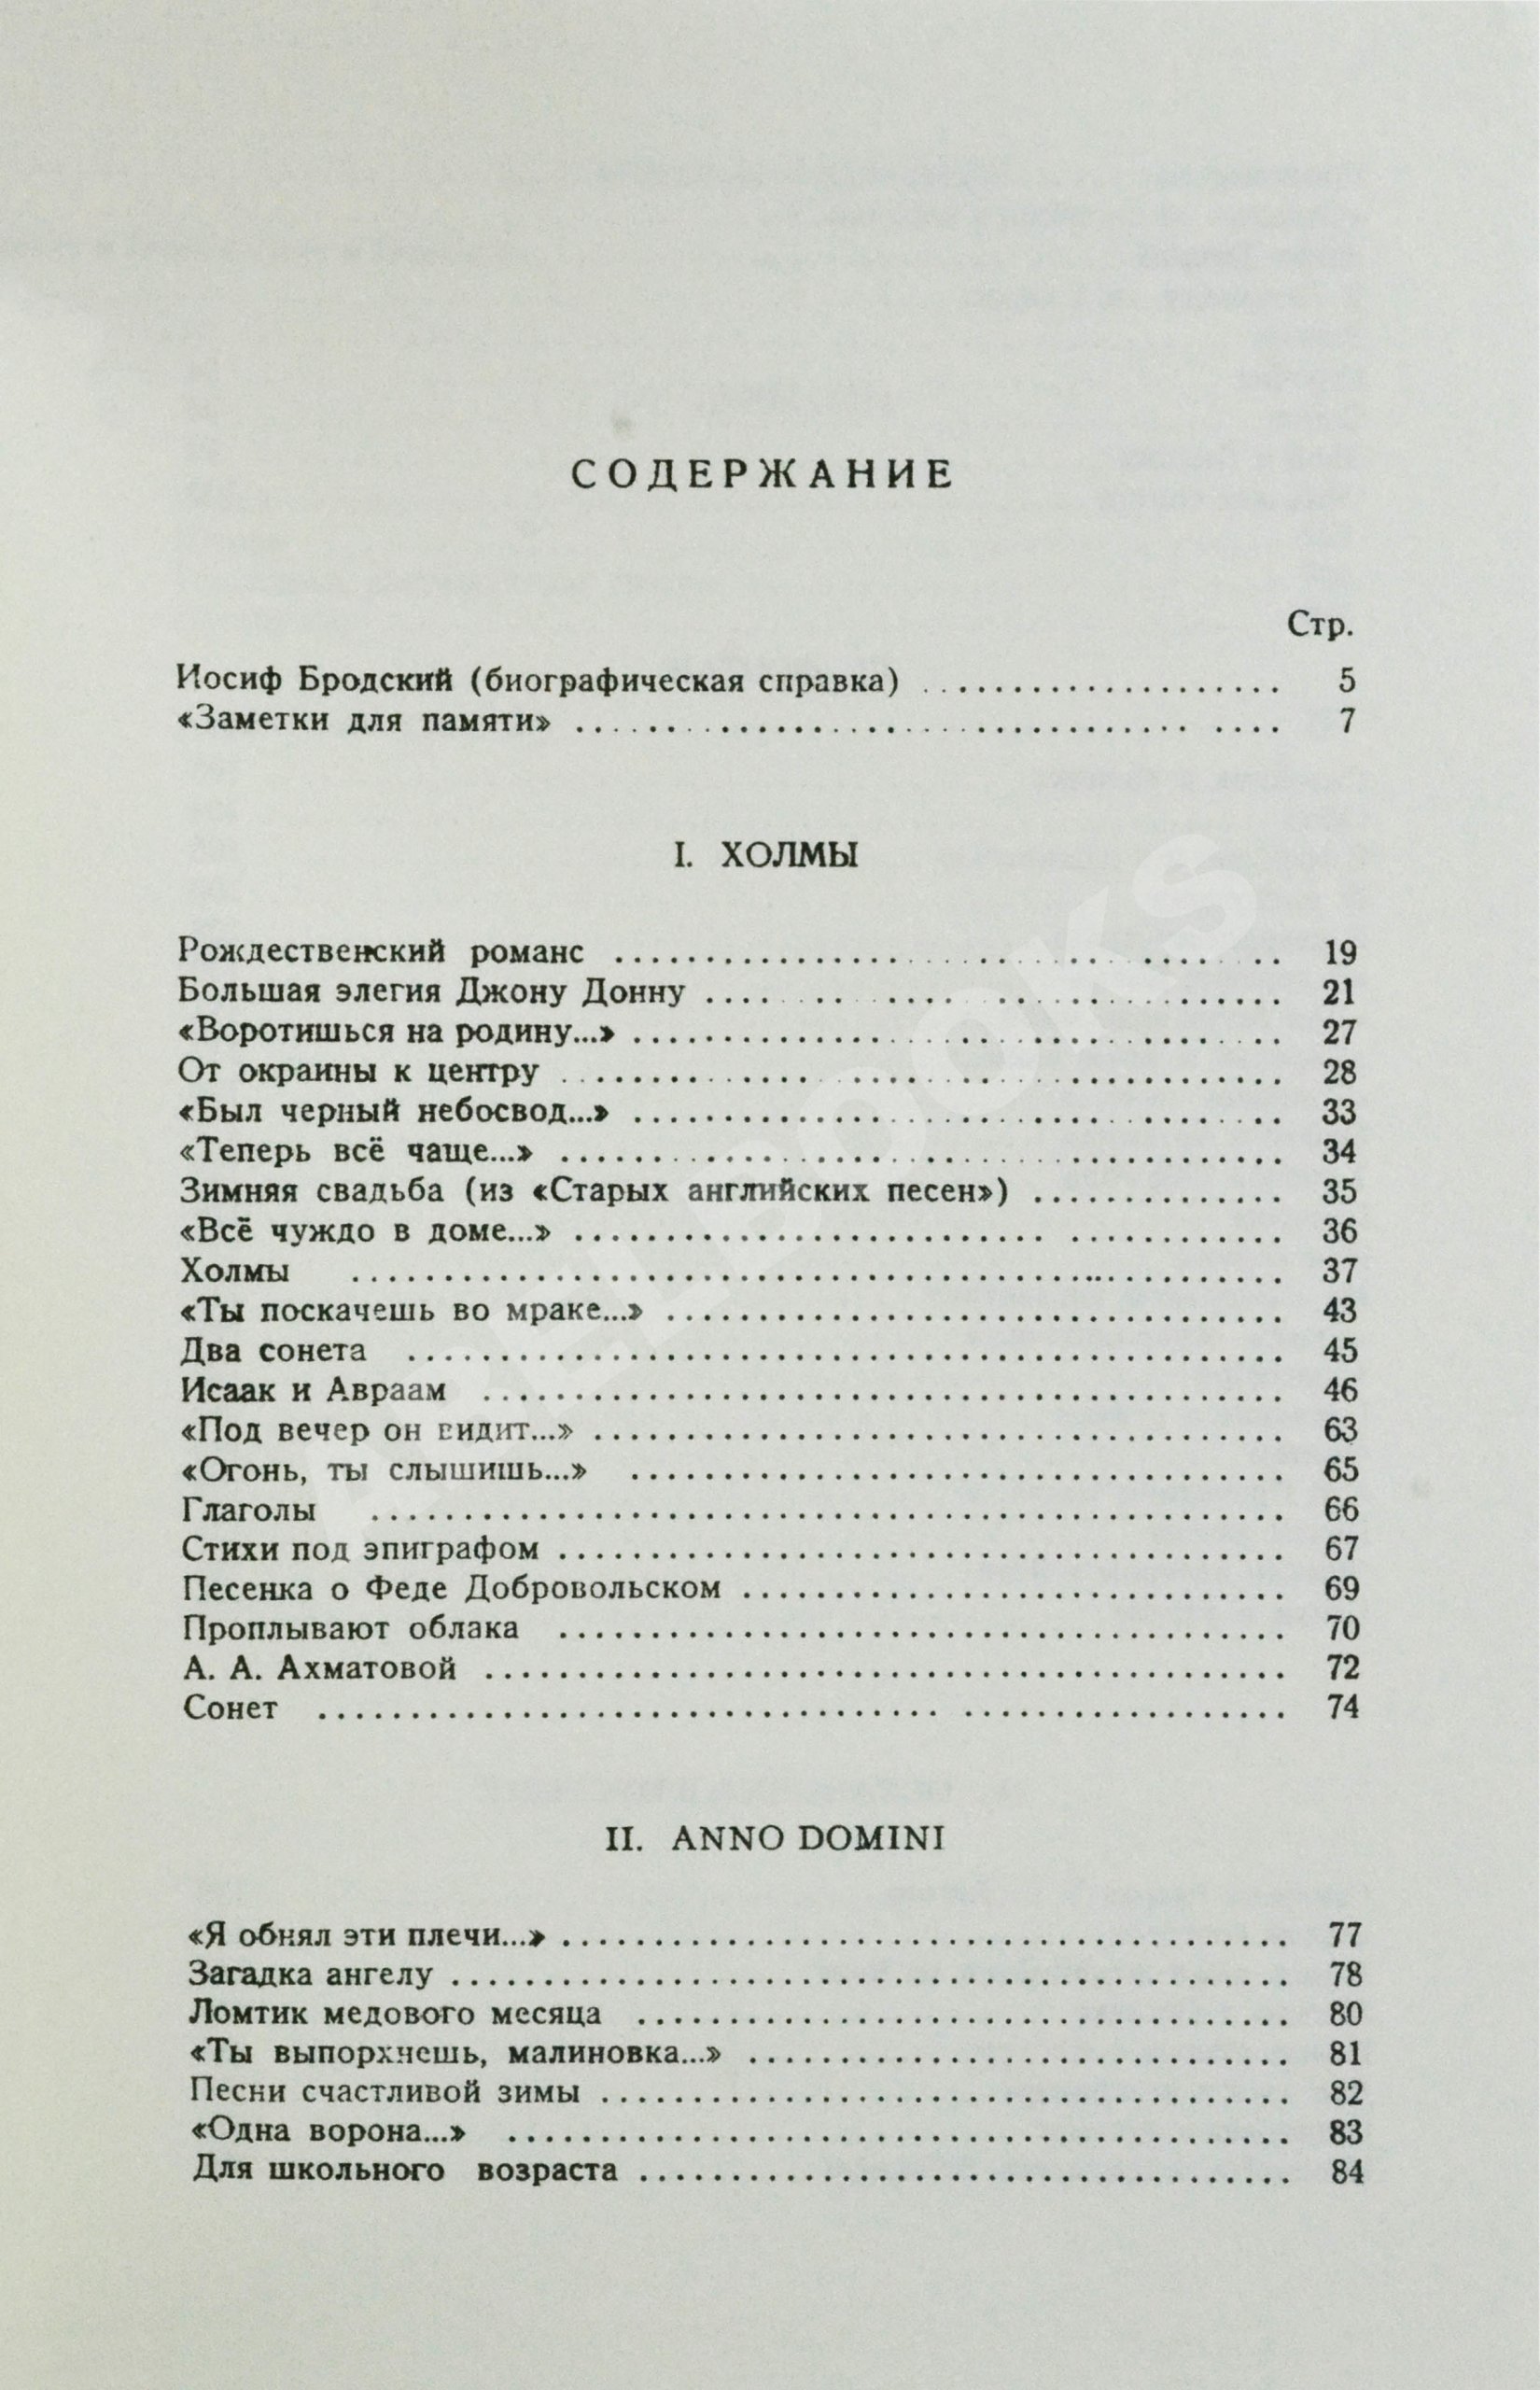 СОДЕРЖАНИЕ
Стр.
Иосиф Бродский (биографическая справка) .................... 5
«Заметки для памяти» .................... 7
I. ХОЛМЫ
Рождественский романс .................... 19
Большая элегия Джону Донну .................... 21
«Воротишься на родину...» .................... 27
От окраины к центру .................... 28
«Был черный небосвод...» .................... 33
«Теперь всё чаще...» .................... 34
Зимняя свадьба (из «Старых английских песен») .................... 35
«Всё чуждо в доме...» .................... 36
Холмы .................... 37
«Ты поскачешь во мраке...» .................... 43
Два сонета .................... 45
Исаак и Авраам .................... 46
«Под вечер он видит...» .................... 63
«Огонь, ты слышишь...» .................... 65
Глаголы .................... 66
Стихи под эпиграфом .................... 67
Песенка о Феде Добровольском .................... 69
Проплывают облака .................... 70
А. А. Ахматовой .................... 72
Сонет .................... 74
II. ANNO DOMINI
«Я обнял эти плечи...» .................... 77
Загадка ангелу .................... 78
Ломтик медового месяца .................... 80
«Ты выпорхнешь, малиновка...» .................... 81
Песни счастливой зимы .................... 82
«Одна ворона...» .................... 83
Для школьного возраста .................... 84